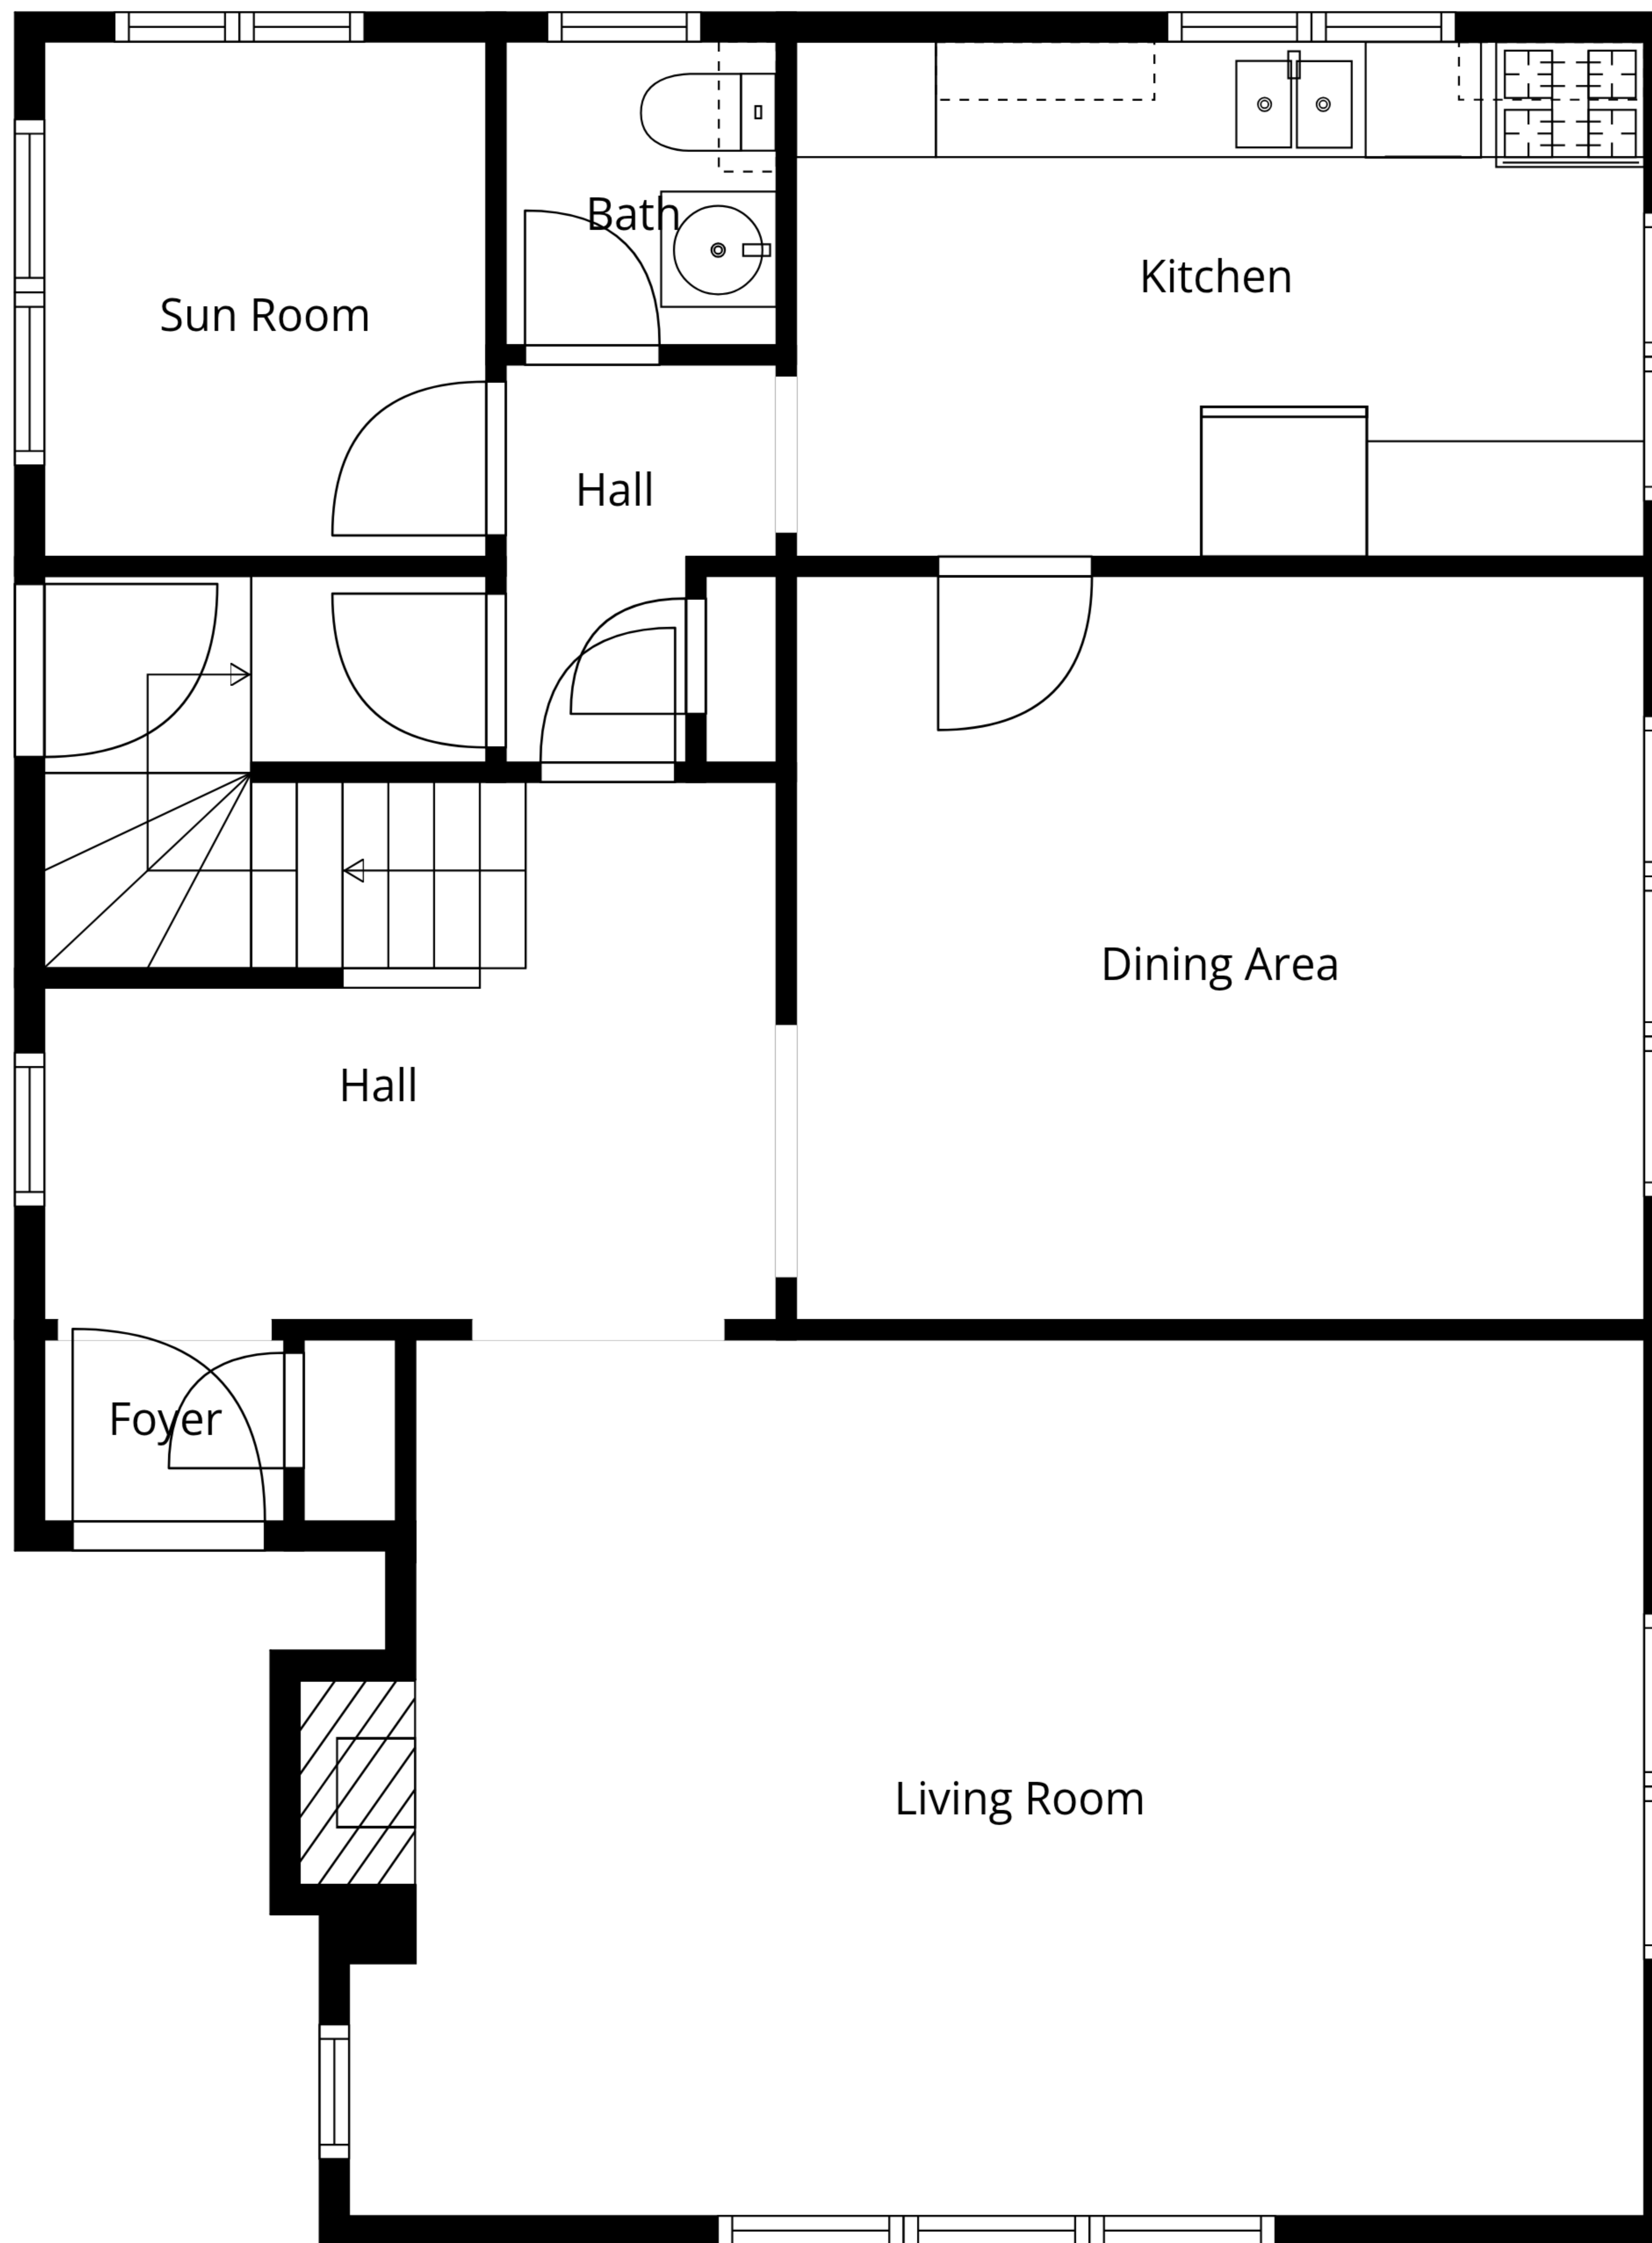 Bath
Kitchen
Sun Room
Hall
Dining Area
Hall
Foyer
Living Room